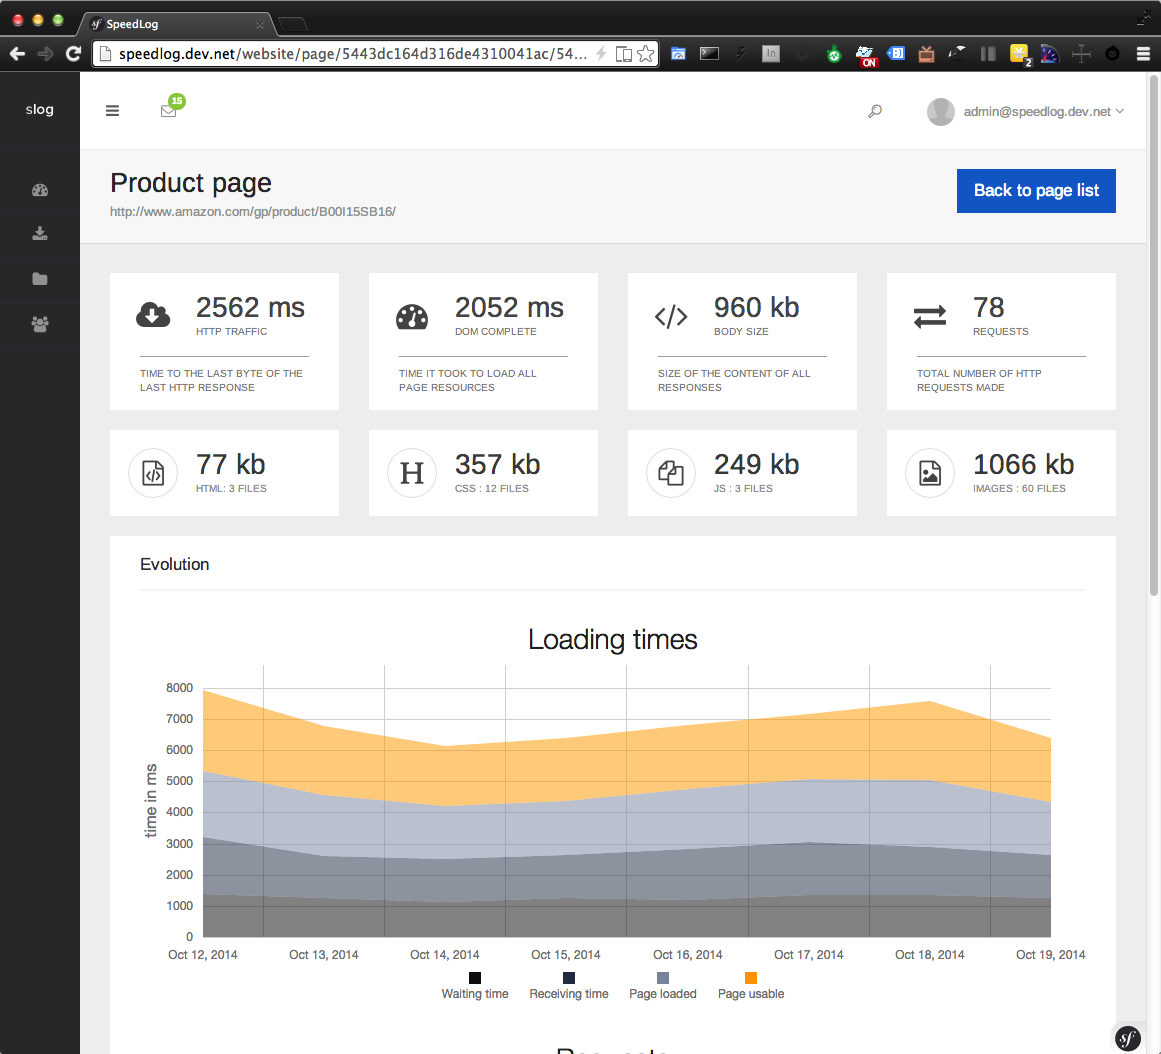 SpeedLog
speedlog.dev.net/website/page/5443dc164d316de4310041ac/54...
In
ON
2
slog
15
admin@speedlog.dev.net
Product page
http://www.amazon.com/gp/product/B00I15SB16/
Back to page list
2562 ms
HTTP TRAFFIC
TIME TO THE LAST BYTE OF THE
LAST HTTP RESPONSE
2052 ms
DOM COMPLETE
TIME IT TOOK TO LOAD ALL
PAGE RESOURCES
960 kb
BODY SIZE
SIZE OF THE CONTENT OF ALL
RESPONSES
78
REQUESTS
TOTAL NUMBER OF HTTP
REQUESTS MADE
77 kb
HTML: 3 FILES
H
357 kb
CSS : 12 FILES
249 kb
JS : 3 FILES
1066 kb
IMAGES : 60 FILES
Evolution
Loading times
time in ms
8000
7000
6000
5000
4000
3000
2000
1000
0
Oct 12, 2014 Oct 13, 2014 Oct 14, 2014 Oct 15, 2014 Oct 16, 2014 Oct 17, 2014 Oct 18, 2014 Oct 19, 2014
Waiting time Receiving time Page loaded Page usable
Requests
sf